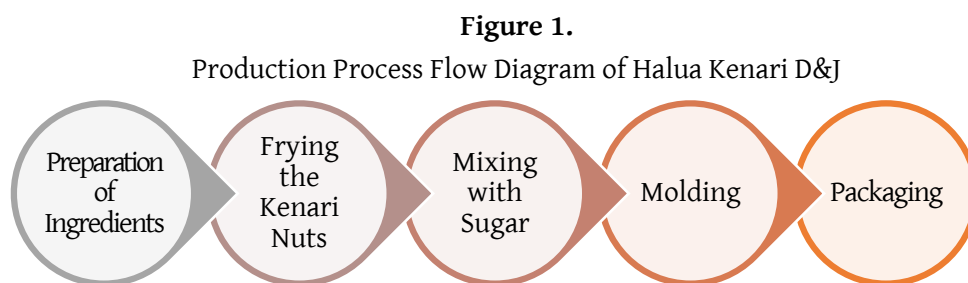 Figure 1.
Production Process Flow Diagram of Halua Kenari D&J
Preparation
of
Ingredients
Frying
the
Kenari
Nuts
Mixing
with
Sugar
Molding
Packaging